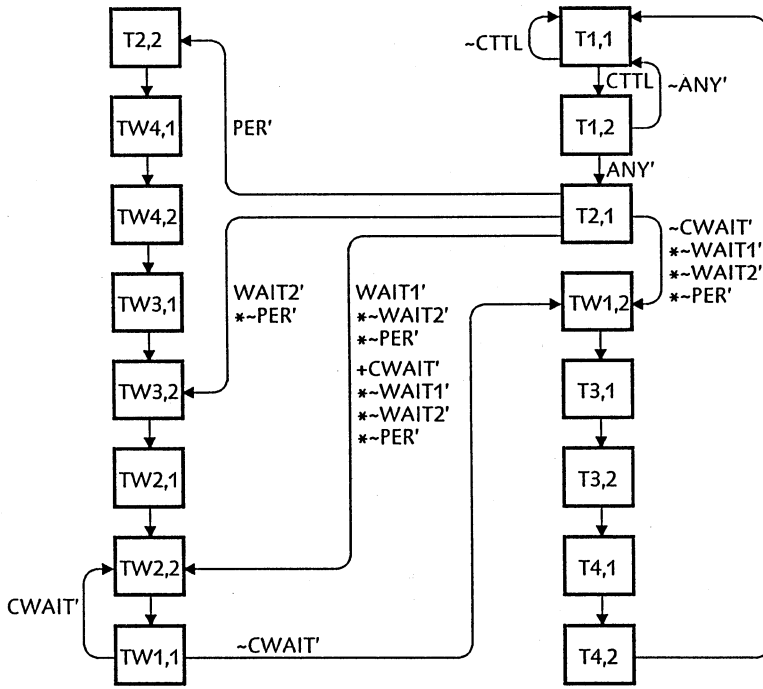 T2,2
TW4,1
TW4,2
TW3,1
TW3,2
TW2,1
TW2,2
TW1,1
CWAIT'
PER'
WAIT2'
*~PER'
WAIT1'
*~WAIT2'
*~PER'
+CWAIT'
*~WAIT1'
*~WAIT2'
*~PER'
~CWAIT'
T1,1
~CTTL
CTTL
~ANY'
T1,2
ANY'
T2,1
~CWAIT'
*~WAIT1'
*~WAIT2'
*~PER'
TW1,2
T3,1
T3,2
T4,1
T4,2